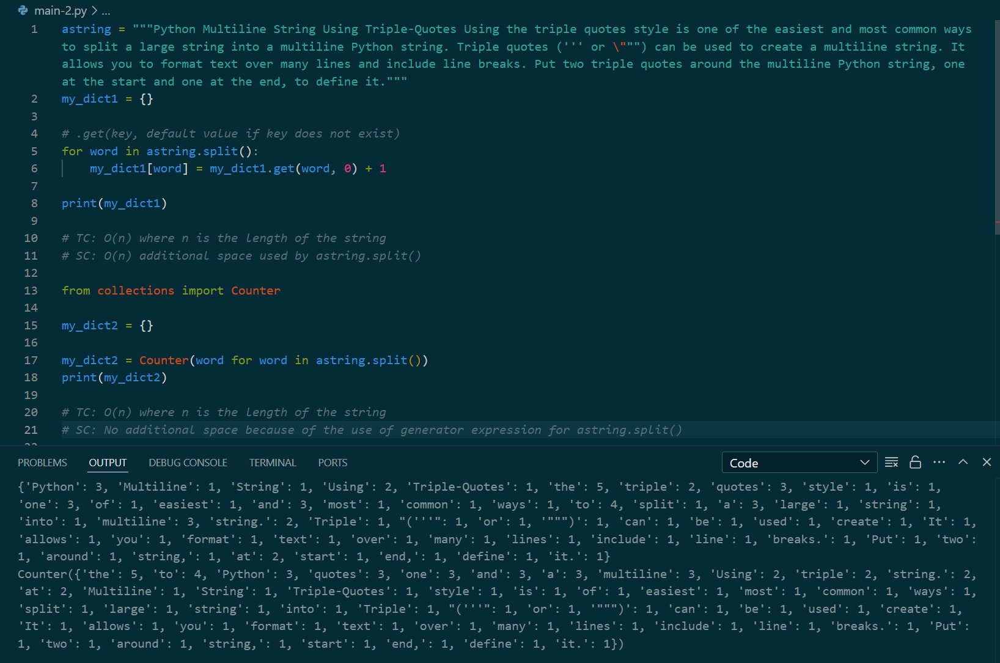 main-2.py > ...
1 astring = """Python Multiline String Using Triple-Quotes Using the triple quotes style is one of the easiest and most common ways
to split a large string into a multiline Python string. Triple quotes (''' or \""") can be used to create a multiline string. It
allows you to format text over many lines and include line breaks. Put two triple quotes around the multiline Python string, one
at the start and one at the end, to define it."""
2 my_dict1 = {}
3
4 # .get(key, default value if key does not exist)
5 for word in astring.split():
6     my_dict1[word] = my_dict1.get(word, 0) + 1
7
8 print(my_dict1)
9
10 # TC: O(n) where n is the length of the string
11 # SC: O(n) additional space used by astring.split()
12
13 from collections import Counter
14
15 my_dict2 = {}
16
17 my_dict2 = Counter(word for word in astring.split())
18 print(my_dict2)
19
20 # TC: O(n) where n is the length of the string
21 # SC: No additional space because of the use of generator expression for astring.split()
PROBLEMS OUTPUT DEBUG CONSOLE TERMINAL PORTS Code
{'Python': 3, 'Multiline': 1, 'String': 1, 'Using': 2, 'Triple-Quotes': 1, 'the': 5, 'triple': 2, 'quotes': 3, 'style': 1, 'is': 1,
'one': 3, 'of': 1, 'easiest': 1, 'and': 3, 'most': 1, 'common': 1, 'ways': 1, 'to': 4, 'split': 1, 'a': 3, 'large': 1, 'string': 1,
'into': 1, 'multiline': 3, 'string.': 2, 'Triple': 1, "('''": 1, 'or': 1, '""")': 1, 'can': 1, 'be': 1, 'used': 1, 'create': 1, 'It': 1,
'allows': 1, 'you': 1, 'format': 1, 'text': 1, 'over': 1, 'many': 1, 'lines': 1, 'include': 1, 'line': 1, 'breaks.': 1, 'Put': 1, 'two':
1, 'around': 1, 'string,': 1, 'at': 2, 'start': 1, 'end,': 1, 'define': 1, 'it.': 1}
Counter({'the': 5, 'to': 4, 'Python': 3, 'quotes': 3, 'one': 3, 'and': 3, 'a': 3, 'multiline': 3, 'Using': 2, 'triple': 2, 'string.': 2,
'at': 2, 'Multiline': 1, 'String': 1, 'Triple-Quotes': 1, 'style': 1, 'is': 1, 'of': 1, 'easiest': 1, 'most': 1, 'common': 1, 'ways': 1,
'split': 1, 'large': 1, 'string': 1, 'into': 1, 'Triple': 1, "('''": 1, 'or': 1, '""")': 1, 'can': 1, 'be': 1, 'used': 1, 'create': 1,
'It': 1, 'allows': 1, 'you': 1, 'format': 1, 'text': 1, 'over': 1, 'many': 1, 'lines': 1, 'include': 1, 'line': 1, 'breaks.': 1, 'Put':
1, 'two': 1, 'around': 1, 'string,': 1, 'start': 1, 'end,': 1, 'define': 1, 'it.': 1})